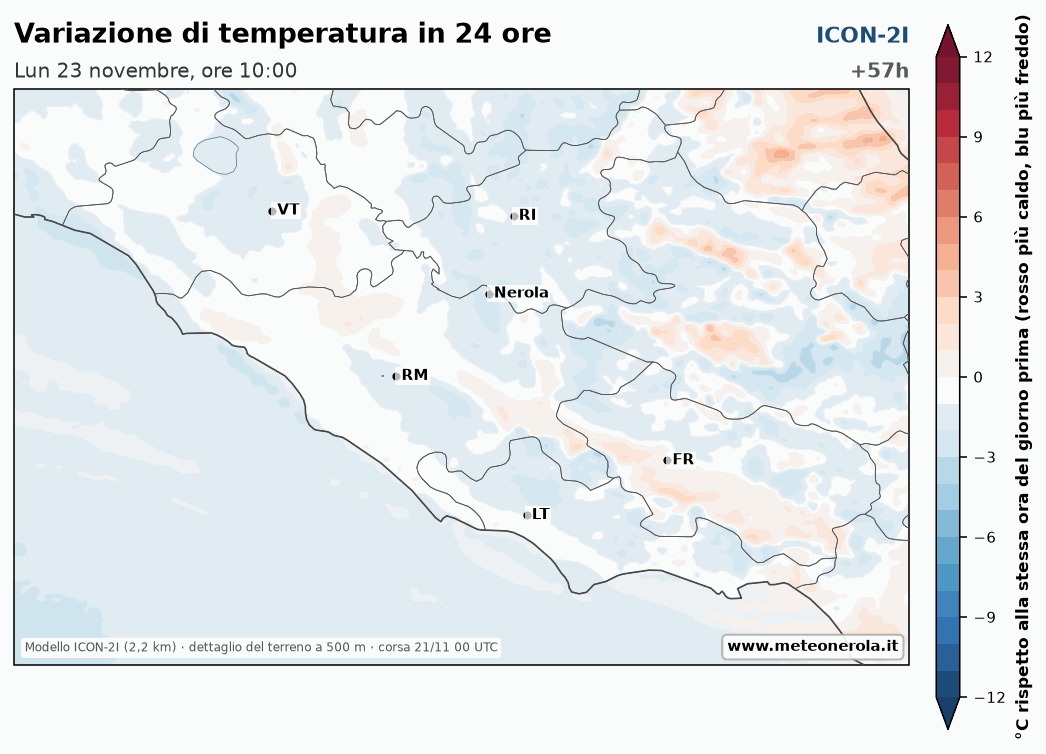 Variazione di temperatura in 24 ore
ICON-2I
Lun 23 novembre, ore 10:00
+57h
VT
RI
Nerola
RM
FR
LT
Modello ICON-2I (2,2 km) · dettaglio del terreno a 500 m · corsa 21/11 00 UTC
www.meteonerola.it
12
9
6
3
0
−3
−6
−9
−12
°C rispetto alla stessa ora del giorno prima (rosso più caldo, blu più freddo)